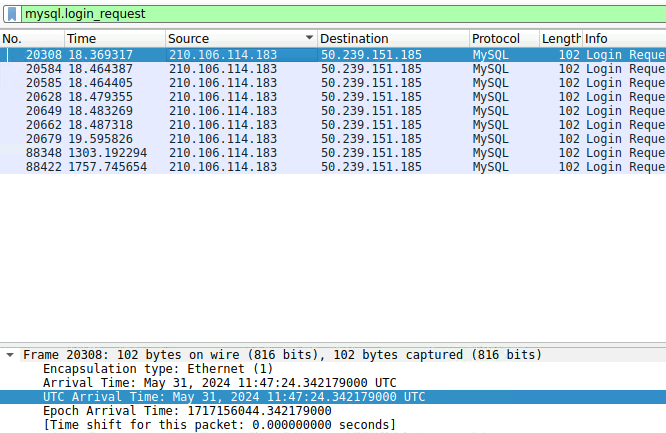 mysql.login_request
No. Time Source Destination Protocol Length Info
20308 18.369317 210.106.114.183 50.239.151.185 MySQL 102 Login Reque
20584 18.464387 210.106.114.183 50.239.151.185 MySQL 102 Login Reque
20585 18.464405 210.106.114.183 50.239.151.185 MySQL 102 Login Reque
20628 18.479355 210.106.114.183 50.239.151.185 MySQL 102 Login Reque
20649 18.483269 210.106.114.183 50.239.151.185 MySQL 102 Login Reque
20662 18.487318 210.106.114.183 50.239.151.185 MySQL 102 Login Reque
20679 19.595826 210.106.114.183 50.239.151.185 MySQL 102 Login Reque
88348 1303.192294 210.106.114.183 50.239.151.185 MySQL 102 Login Reque
88422 1757.745654 210.106.114.183 50.239.151.185 MySQL 102 Login Reque
Frame 20308: 102 bytes on wire (816 bits), 102 bytes captured (816 bits)
Encapsulation type: Ethernet (1)
Arrival Time: May 31, 2024 11:47:24.342179000 UTC
UTC Arrival Time: May 31, 2024 11:47:24.342179000 UTC
Epoch Arrival Time: 1717156044.342179000
[Time shift for this packet: 0.000000000 seconds]